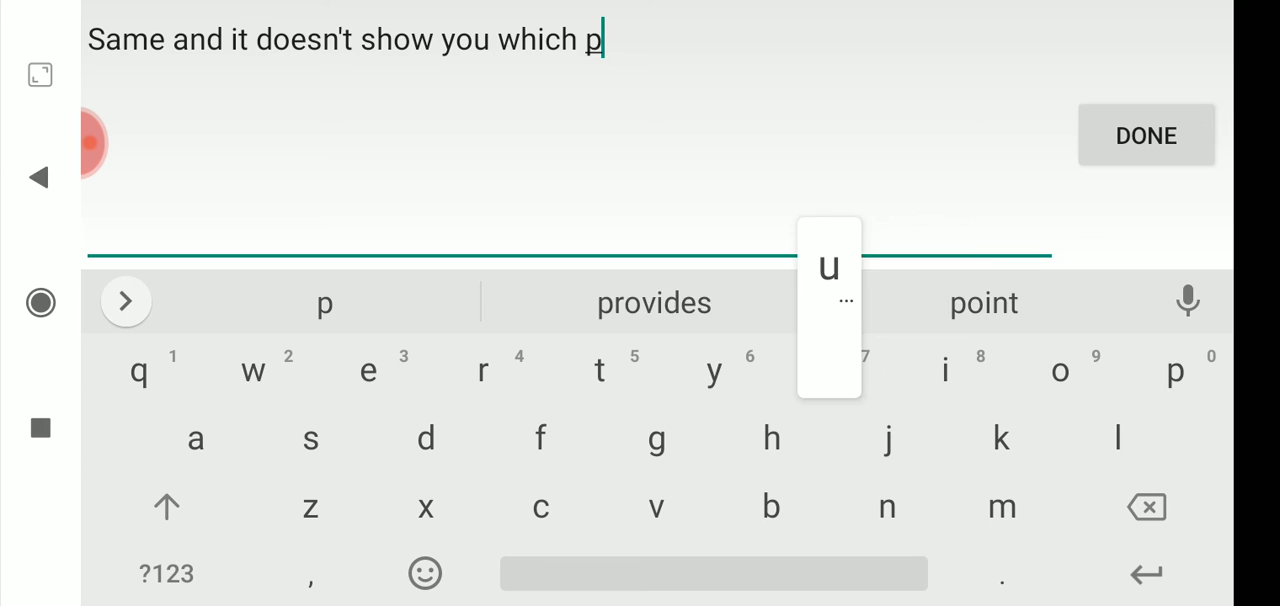 Same and it doesn't show you which p
DONE
u
...
p provides point
q 1 w 2 e 3 r 4 t 5 y 6 7 i 8 o 9 p 0
a s d f g h j k l
z x c v b n m
?123 , .